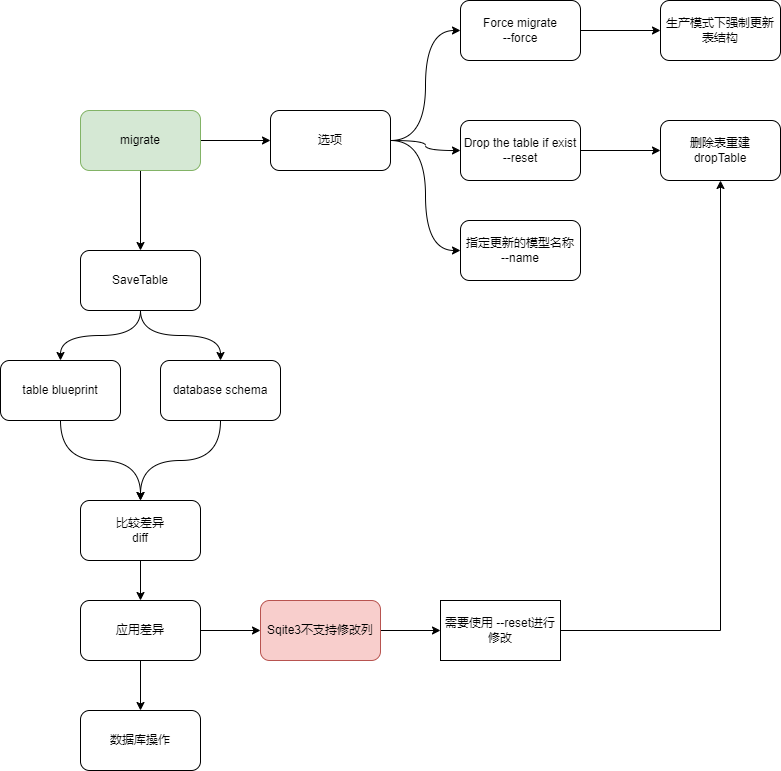 Force migrate
--force
生产模式下强制更新
表结构
migrate
选项
Drop the table if exist
--reset
删除表重建
dropTable
指定更新的模型名称
--name
SaveTable
table blueprint
database schema
比较差异
diff
应用差异
Sqite3不支持修改列
需要使用 --reset进行
修改
数据库操作